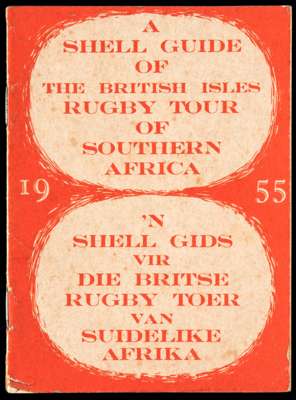 A
SHELL GUIDE
OF
THE BRITISH ISLES
RUGBY TOUR
OF
SOUTHERN
AFRICA
19 55
'N
SHELL GIDS
VIR
DIE BRITSE
RUGBY TOER
VAN
SUIDELIKE
AFRIKA